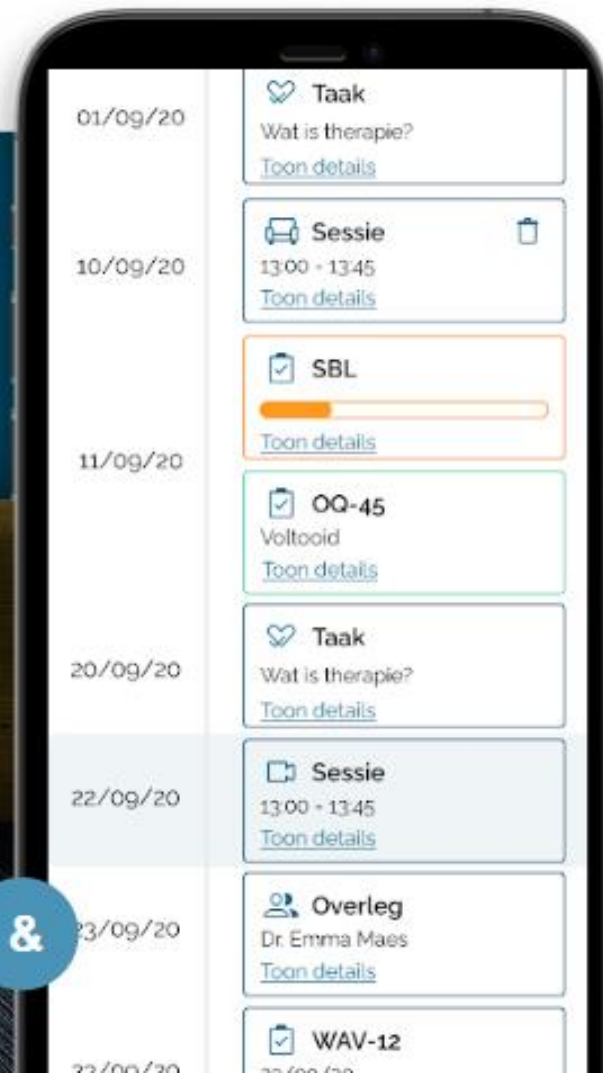 01/09/20
Taak
Wat is therapie?
Toon details
10/09/20
Sessie
13:00 - 13:45
Toon details
11/09/20
SBL
Toon details
OQ-45
Voltooid
Toon details
20/09/20
Taak
Wat is therapie?
Toon details
22/09/20
Sessie
13:00 - 13:45
Toon details
&
23/09/20
Overleg
Dr. Emma Maes
Toon details
WAV-12